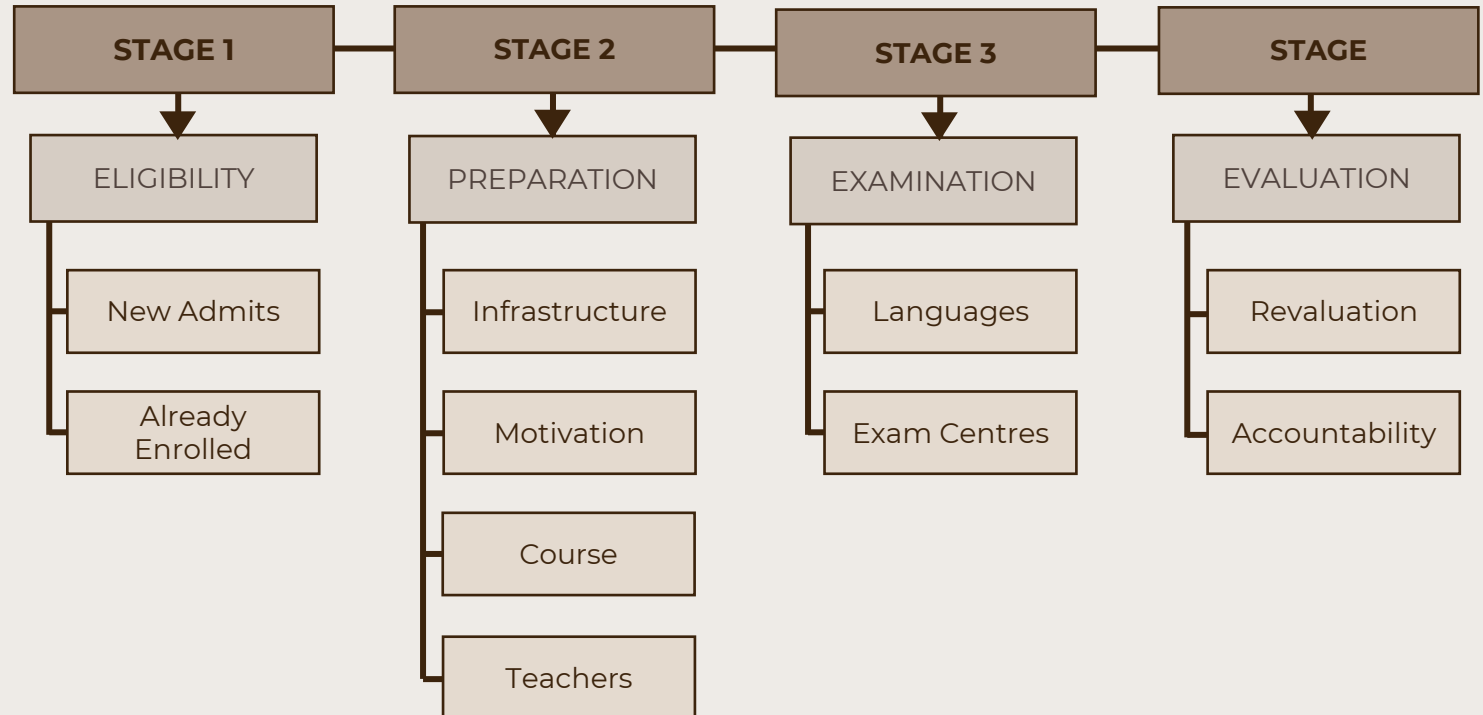 STAGE 1
STAGE 2
STAGE 3
STAGE
ELIGIBILITY
PREPARATION
EXAMINATION
EVALUATION
New Admits
Infrastructure
Languages
Revaluation
Already
Enrolled
Motivation
Exam Centres
Accountability
Course
Teachers